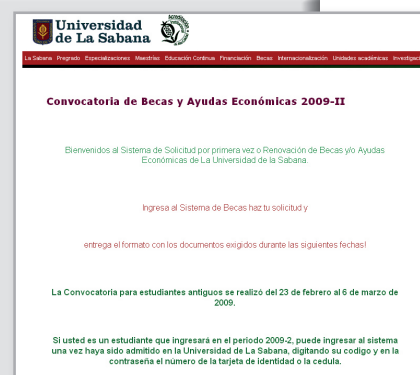 Universidad
de La Sabana
La Sabana Pregrado Especializaciones Maestrías Educación Continua Financiación Becas Internacionalización Unidades académicas
Convocatoria de Becas y Ayudas Económicas 2009-II
Bienvenidos al Sistema de Solicitud por primera vez o Renovación de Becas y/o Ayudas
Económicas de La Universidad de la Sabana.
Ingresa al Sistema de Becas haz tu solicitud y
entrega el formato con los documentos exigidos durante las siguientes fechas!
La Convocatoria para estudiantes antiguos se realizó del 23 de febrero al 6 de marzo de
2009.
Si usted es un estudiante que ingresará en el periodo 2009-2, puede ingresar al sistema
una vez haya sido admitido en la Universidad de La Sabana, digitando su codigo y en la
contraseña el número de la tarjeta de identidad o la cedula.